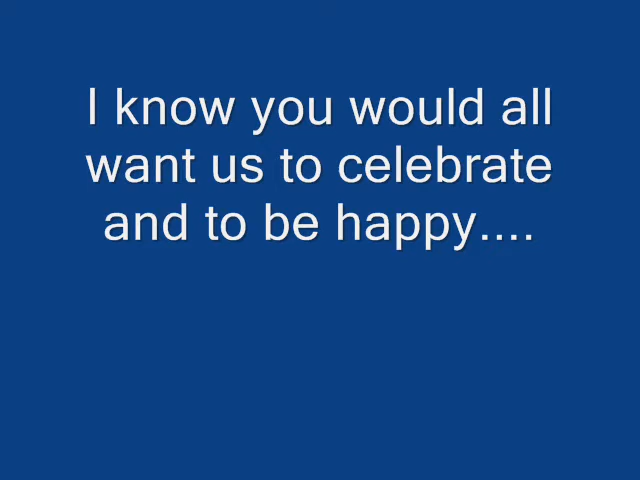 I know you would all
want us to celebrate
and to be happy....